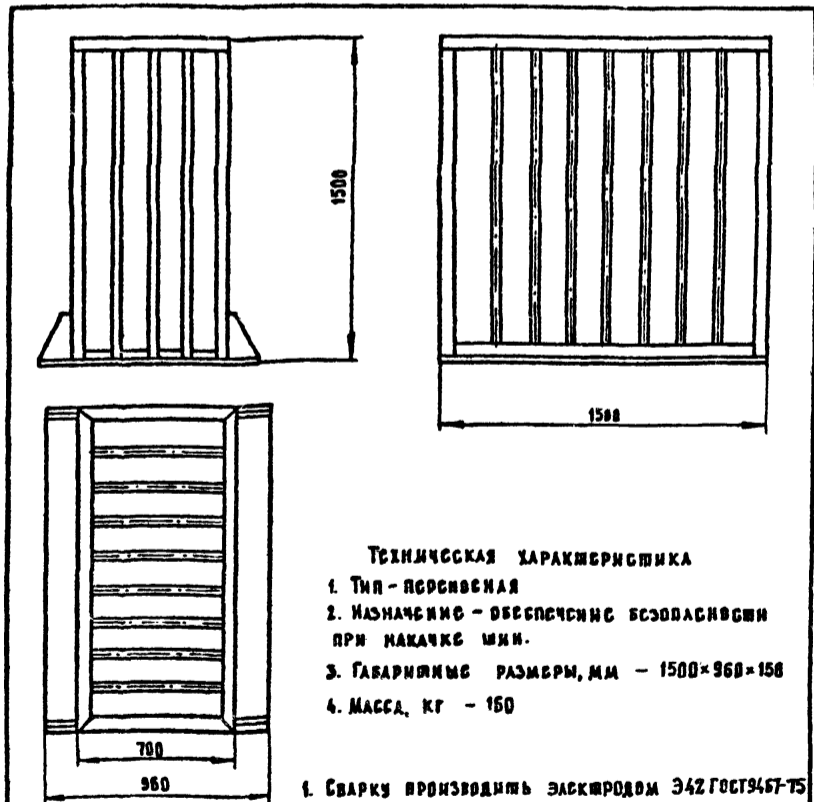 1500
1500
700
960
Техническая характеристика
1. Тип - переносная
2. Назначение - обеспечение безопасности
при накачке шин.
3. Габаритные размеры, мм - 1500×960×150
4. Масса, кг - 160
1. Сварку производить электродом Э42 ГОСТ9467-75